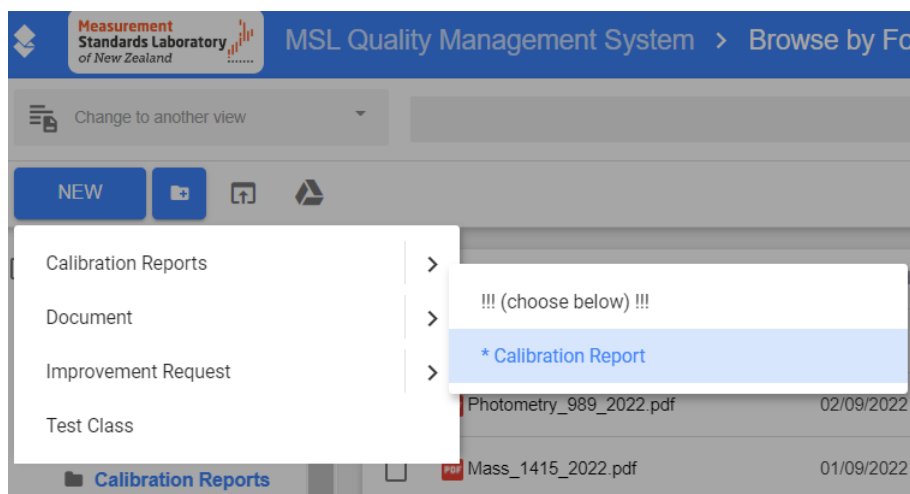 Measurement
Standards Laboratory
of New Zealand
MSL Quality Management System > Browse by Fo
Change to another view
NEW
Calibration Reports
!!! (choose below) !!!
Document
* Calibration Report
Improvement Request
Photometry_989_2022.pdf 02/09/2022
Test Class
PDF Mass_1415_2022.pdf 01/09/2022
Calibration Reports